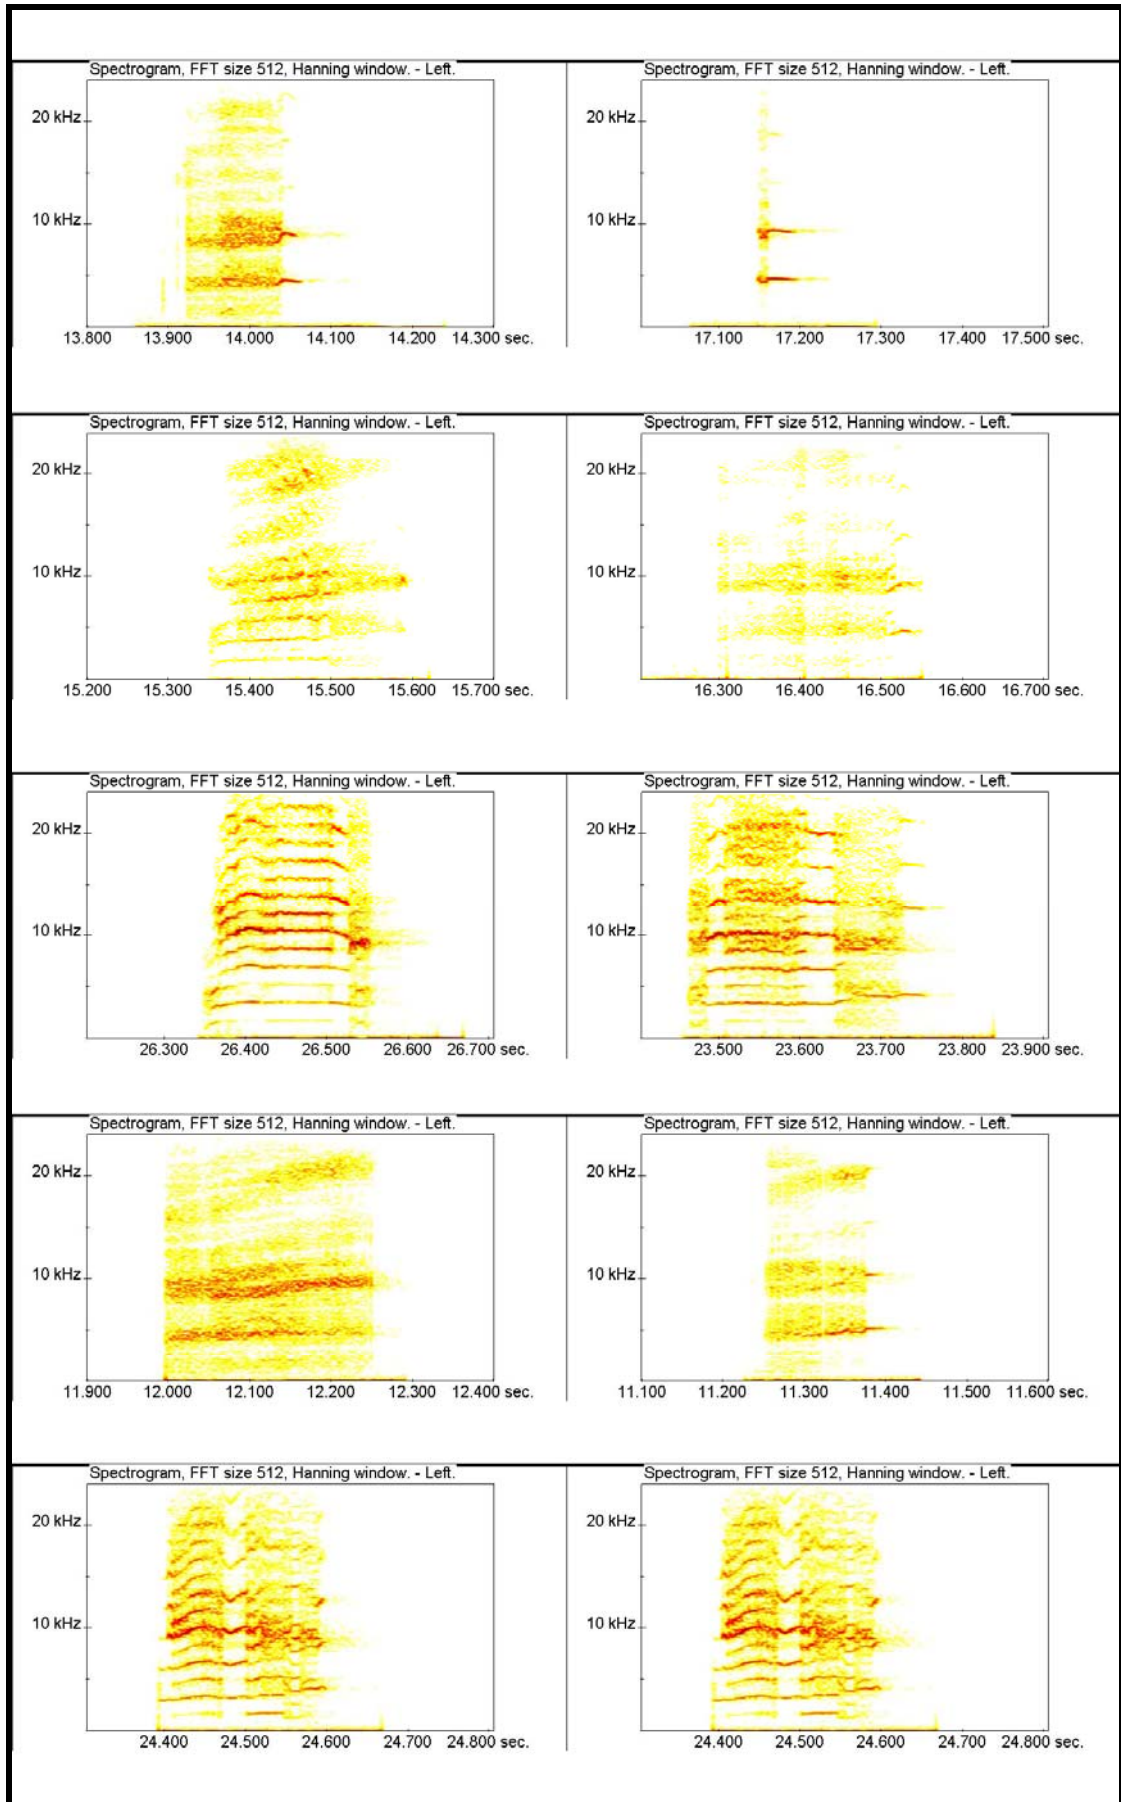 Spectrogram, FFT size 512, Hanning window. - Left.
20 kHz
10 kHz
13.800 13.900 14.000 14.100 14.200 14.300 sec.
Spectrogram, FFT size 512, Hanning window. - Left.
20 kHz
10 kHz
17.100 17.200 17.300 17.400 17.500 sec.
Spectrogram, FFT size 512, Hanning window. - Left.
20 kHz
10 kHz
15.200 15.300 15.400 15.500 15.600 15.700 sec.
Spectrogram, FFT size 512, Hanning window. - Left.
20 kHz
10 kHz
16.300 16.400 16.500 16.600 16.700 sec.
Spectrogram, FFT size 512, Hanning window. - Left.
20 kHz
10 kHz
26.300 26.400 26.500 26.600 26.700 sec.
Spectrogram, FFT size 512, Hanning window. - Left.
20 kHz
10 kHz
23.500 23.600 23.700 23.800 23.900 sec.
Spectrogram, FFT size 512, Hanning window. - Left.
20 kHz
10 kHz
11.900 12.000 12.100 12.200 12.300 12.400 sec.
Spectrogram, FFT size 512, Hanning window. - Left.
20 kHz
10 kHz
11.100 11.200 11.300 11.400 11.500 11.600 sec.
Spectrogram, FFT size 512, Hanning window. - Left.
20 kHz
10 kHz
24.400 24.500 24.600 24.700 24.800 sec.
Spectrogram, FFT size 512, Hanning window. - Left.
20 kHz
10 kHz
24.400 24.500 24.600 24.700 24.800 sec.